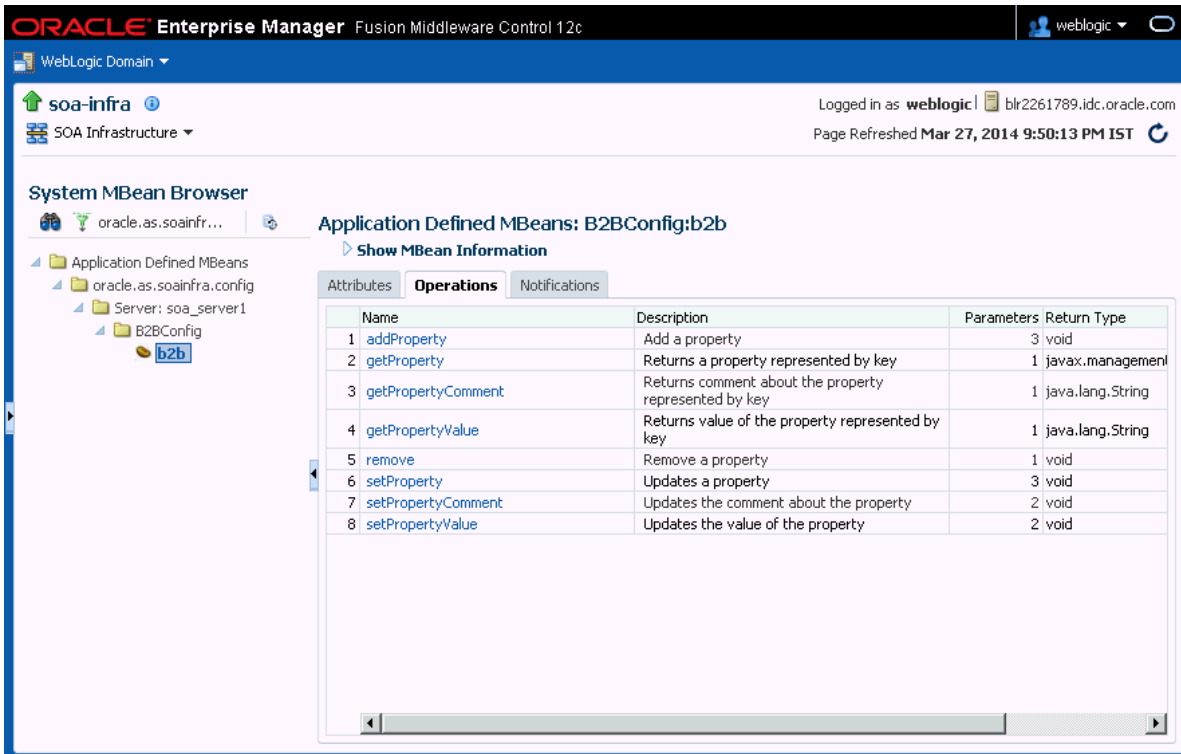 ORACLE Enterprise Manager Fusion Middleware Control 12c
weblogic
WebLogic Domain
soa-infra
Logged in as weblogic blr2261789.idc.oracle.com
SOA Infrastructure
Page Refreshed Mar 27, 2014 9:50:13 PM IST
System MBean Browser
oracle.as.soainfr...
Application Defined MBeans
oracle.as.soainfra.config
Server: soa_server1
B2BConfig
b2b
Application Defined MBeans: B2BConfig:b2b
Show MBean Information
Attributes Operations Notifications
Name Description Parameters Return Type
1 addProperty Add a property 3 void
2 getProperty Returns a property represented by key 1 javax.management
3 getPropertyComment Returns comment about the property
represented by key 1 java.lang.String
4 getPropertyValue Returns value of the property represented by
key 1 java.lang.String
5 remove Remove a property 1 void
6 setProperty Updates a property 3 void
7 setPropertyComment Updates the comment about the property 2 void
8 setPropertyValue Updates the value of the property 2 void